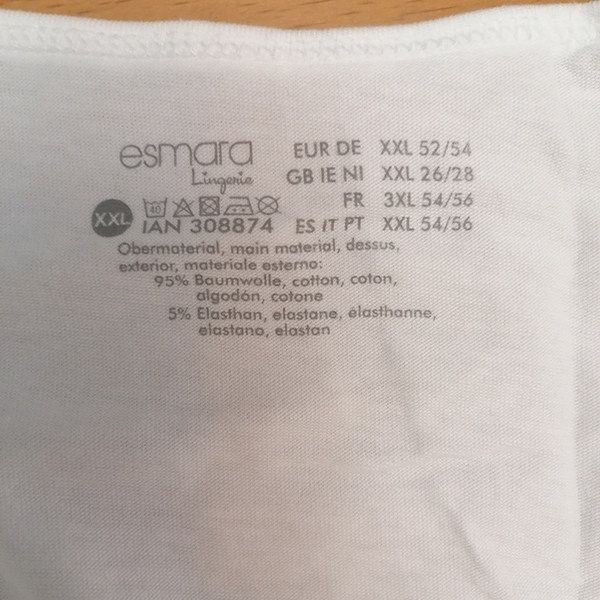 esmara
Lingerie
EUR DE XXL 52/54
GB IE NI XXL 26/28
FR 3XL 54/56
ES IT PT XXL 54/56
XXL
40
IAN 308874
Obermaterial, main material, dessus,
exterior, materiale esterno:
95% Baumwolle, cotton, coton,
algodón, cotone
5% Elasthan, elastane, élasthanne,
elastano, elastan